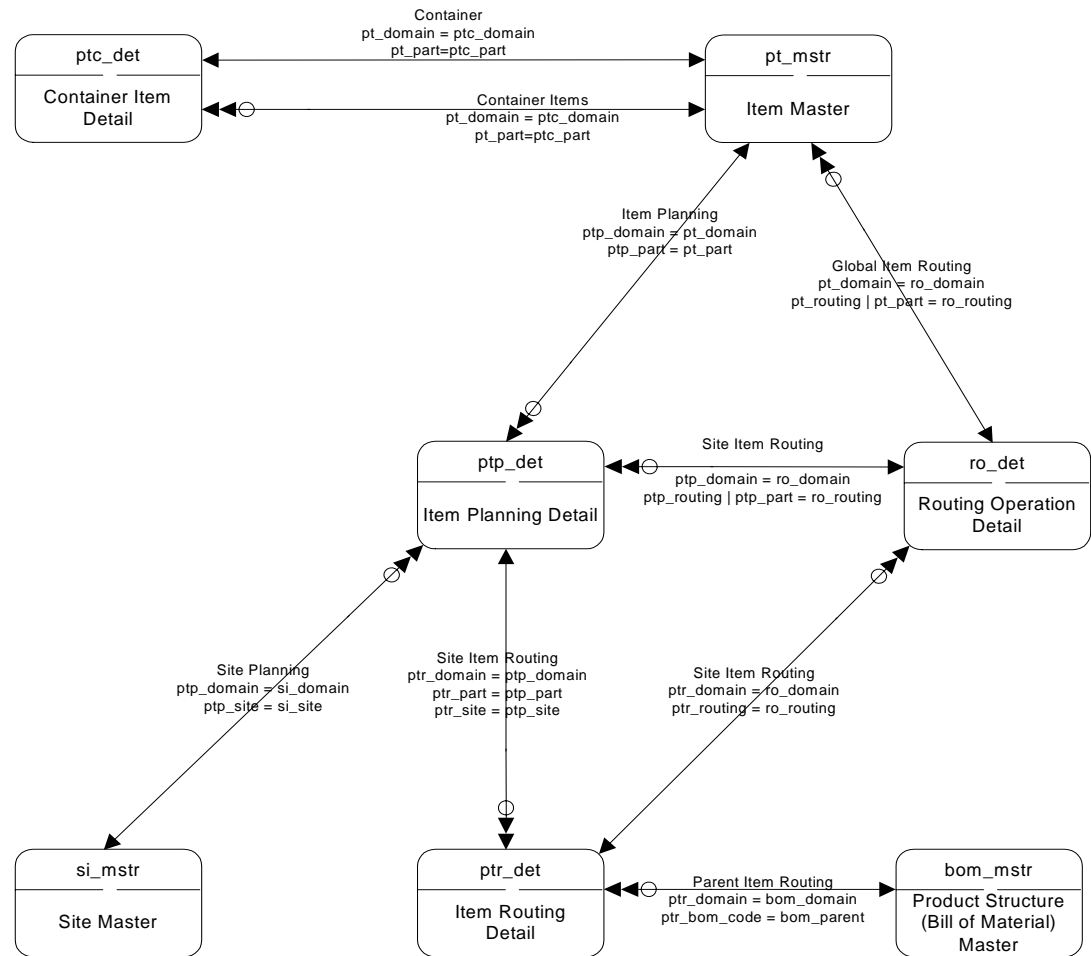 Container
pt_domain = ptc_domain
pt_part=ptc_part
ptc_det
Container Item
Detail
pt_mstr
Item Master
Container Items
pt_domain = ptc_domain
pt_part=ptc_part
Item Planning
ptp_domain = pt_domain
ptp_part = pt_part
Global Item Routing
pt_domain = ro_domain
pt_routing | pt_part = ro_routing
ptp_det
Item Planning Detail
Site Item Routing
ptp_domain = ro_domain
ptp_routing | ptp_part = ro_routing
ro_det
Routing Operation
Detail
Site Planning
ptp_domain = si_domain
ptp_site = si_site
Site Item Routing
ptr_domain = ptp_domain
ptr_part = ptp_part
ptr_site = ptp_site
Site Item Routing
ptr_domain = ro_domain
ptr_routing = ro_routing
si_mstr
Site Master
ptr_det
Item Routing
Detail
Parent Item Routing
ptr_domain = bom_domain
ptr_bom_code = bom_parent
bom_mstr
Product Structure
(Bill of Material)
Master